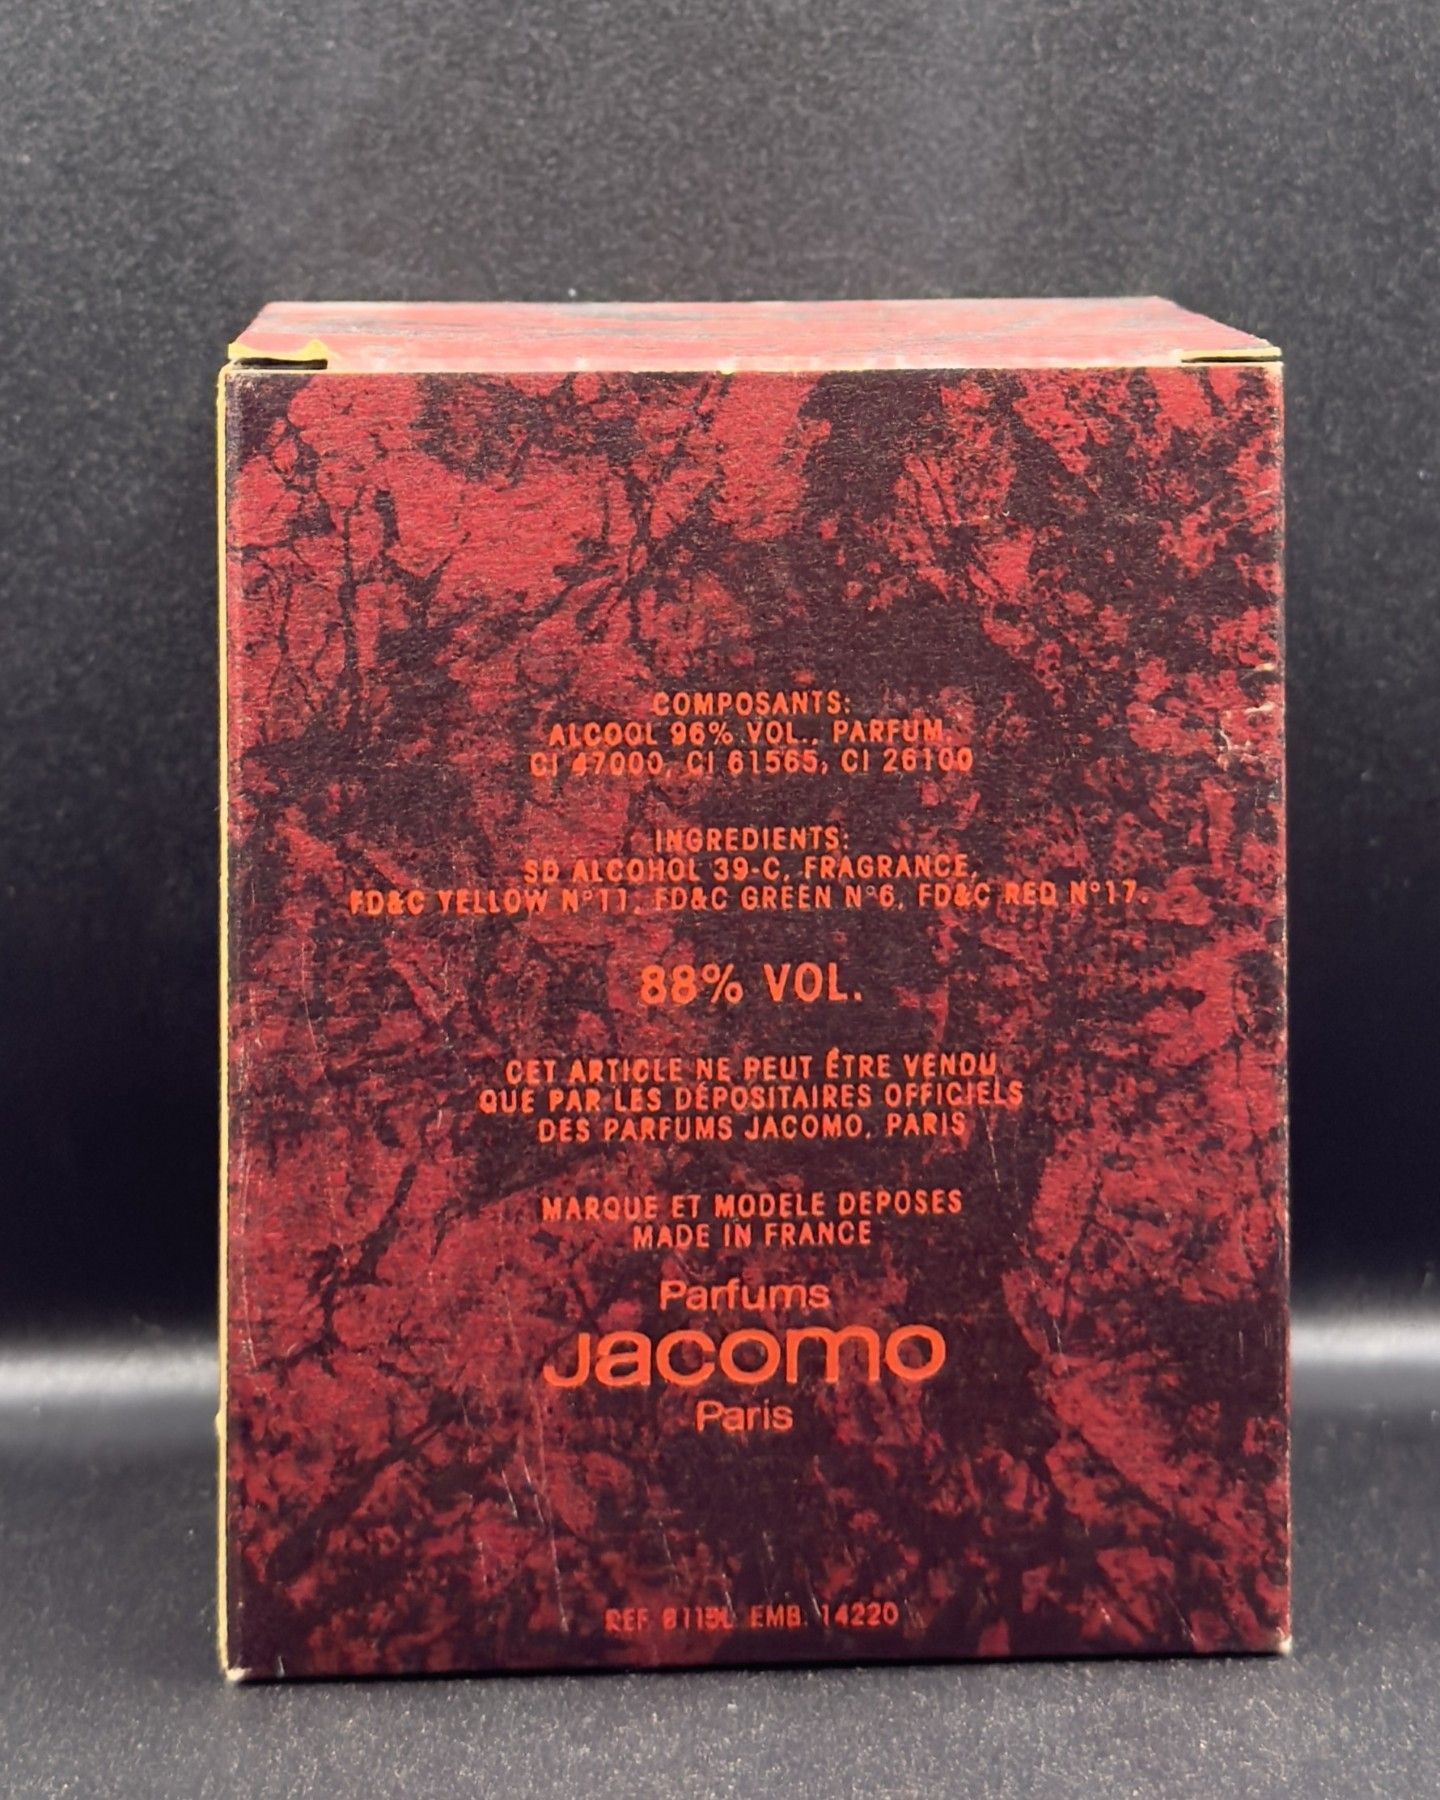 COMPOSANTS:
ALCOOL 96% VOL., PARFUM,
CI 47000, CI 61565, CI 26100
INGREDIENTS:
SD ALCOHOL 39-C, FRAGRANCE,
FD&C YELLOW N°11, FD&C GREEN N°6, FD&C RED N°17.
88% VOL.
CET ARTICLE NE PEUT ÊTRE VENDU
QUE PAR LES DÉPOSITAIRES OFFICIELS
DES PARFUMS JACOMO, PARIS
MARQUE ET MODELE DEPOSES
MADE IN FRANCE
Parfums
Jacomo
Paris
REF EMB. 14220